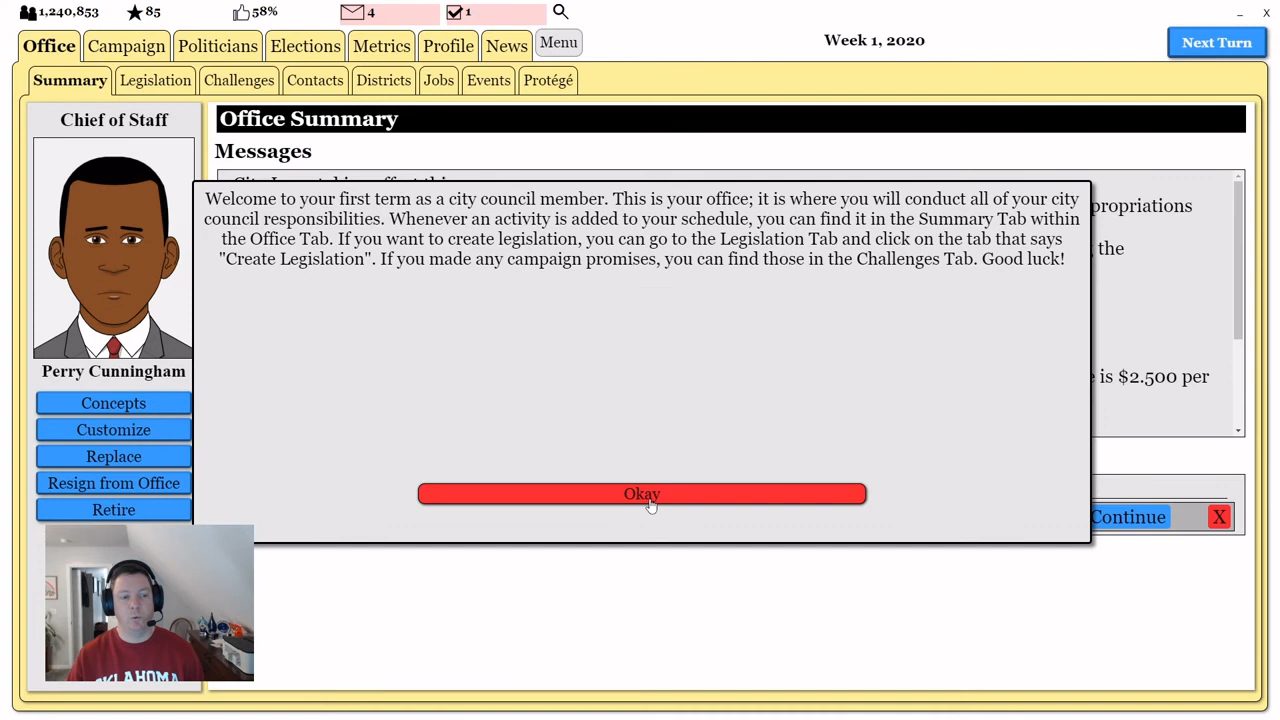 1,240,853 85 58% 4 1
Office Campaign Politicians Elections Metrics Profile News Menu
Week 1, 2020
Next Turn
Summary Legislation Challenges Contacts Districts Jobs Events Protégé
Chief of Staff
Office Summary
Messages
propriations
the
e is $2.500 per
Welcome to your first term as a city council member. This is your office; it is where you will conduct all of your city
council responsibilities. Whenever an activity is added to your schedule, you can find it in the Summary Tab within
the Office Tab. If you want to create legislation, you can go to the Legislation Tab and click on the tab that says
"Create Legislation". If you made any campaign promises, you can find those in the Challenges Tab. Good luck!
Okay
Perry Cunningham
Concepts
Customize
Replace
Resign from Office
Retire
Continue X
OKLAHOMA